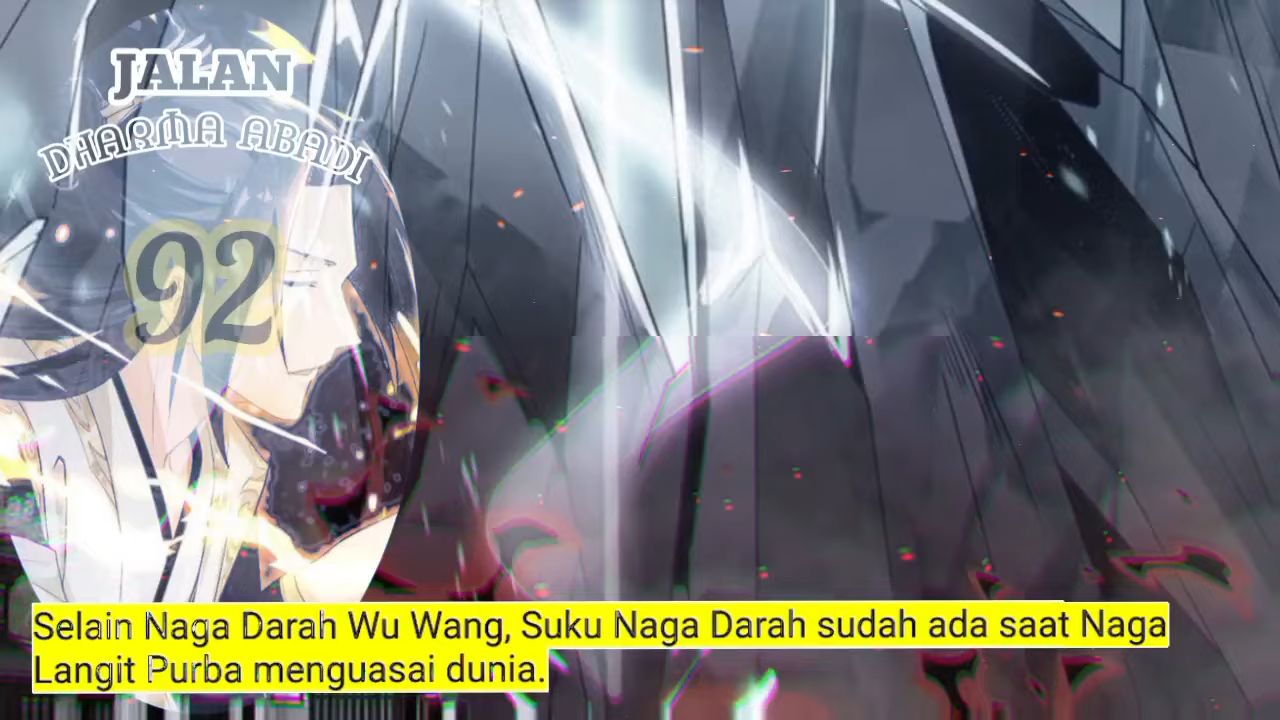 JALAN
DHARMA ABADI
92
Selain Naga Darah Wu Wang, Suku Naga Darah sudah ada saat Naga
Langit Purba menguasai dunia.